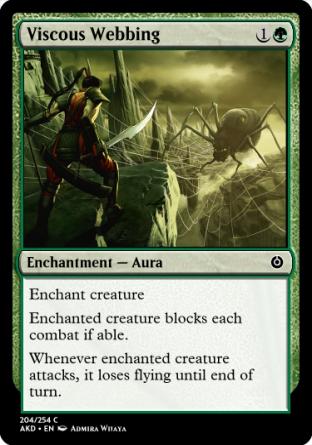 Viscous Webbing 1
Enchantment — Aura
Enchant creature
Enchanted creature blocks each
combat if able.
Whenever enchanted creature
attacks, it loses flying until end of
turn.
204/254 C
AKD • EN Admira Wijaya